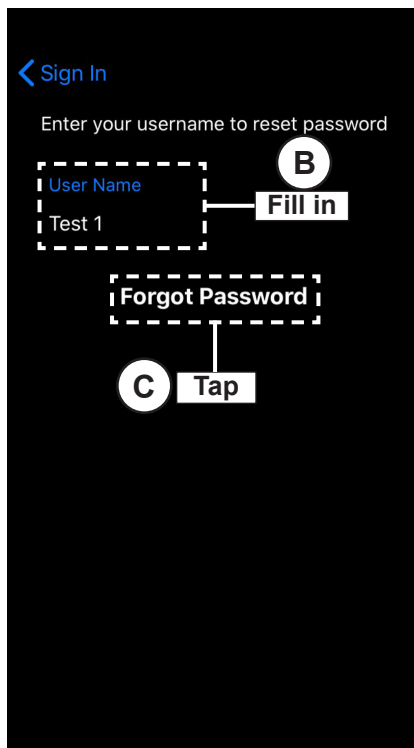 Sign In
Enter your username to reset password
B
User Name
Fill in
Test 1
Forgot Password
C Tap